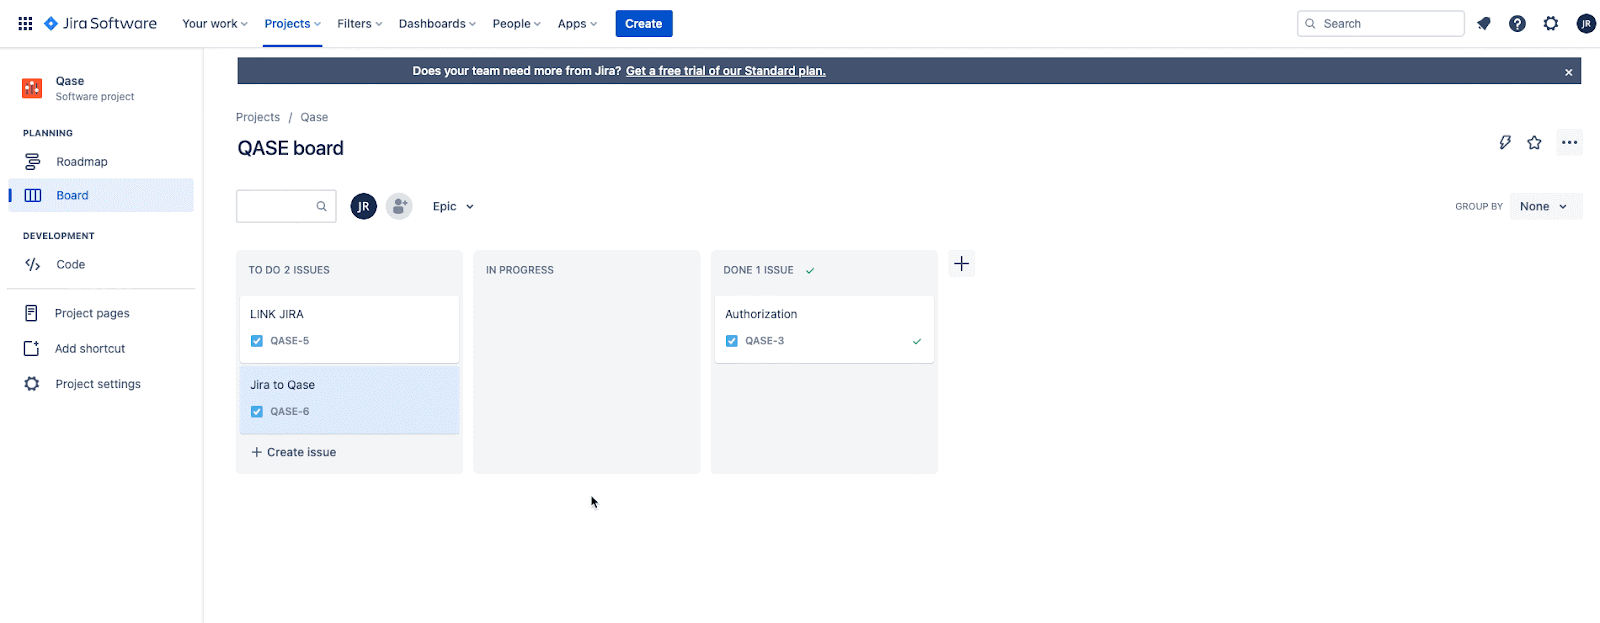 Jira Software Your work Projects Filters Dashboards People Apps Create Search JR
Does your team need more from Jira? Get a free trial of our Standard plan.
Qase
Software project
PLANNING
Roadmap
Board
DEVELOPMENT
Code
Project pages
Add shortcut
Project settings
Projects / Qase
QASE board
JR Epic GROUP BY None
TO DO 2 ISSUES
LINK JIRA
QASE-5
Jira to Qase
QASE-6
+ Create issue
IN PROGRESS
DONE 1 ISSUE
Authorization
QASE-3